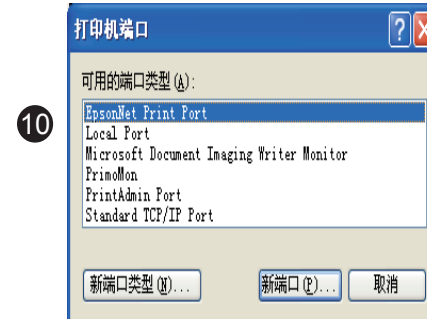 打印机端口
可用的端口类型(A):
10
EpsonNet Print Port
Local Port
Microsoft Document Imaging Writer Monitor
PrimoMon
PrintAdmin Port
Standard TCP/IP Port
新端口类型(N)... 新端口(P)... 取消